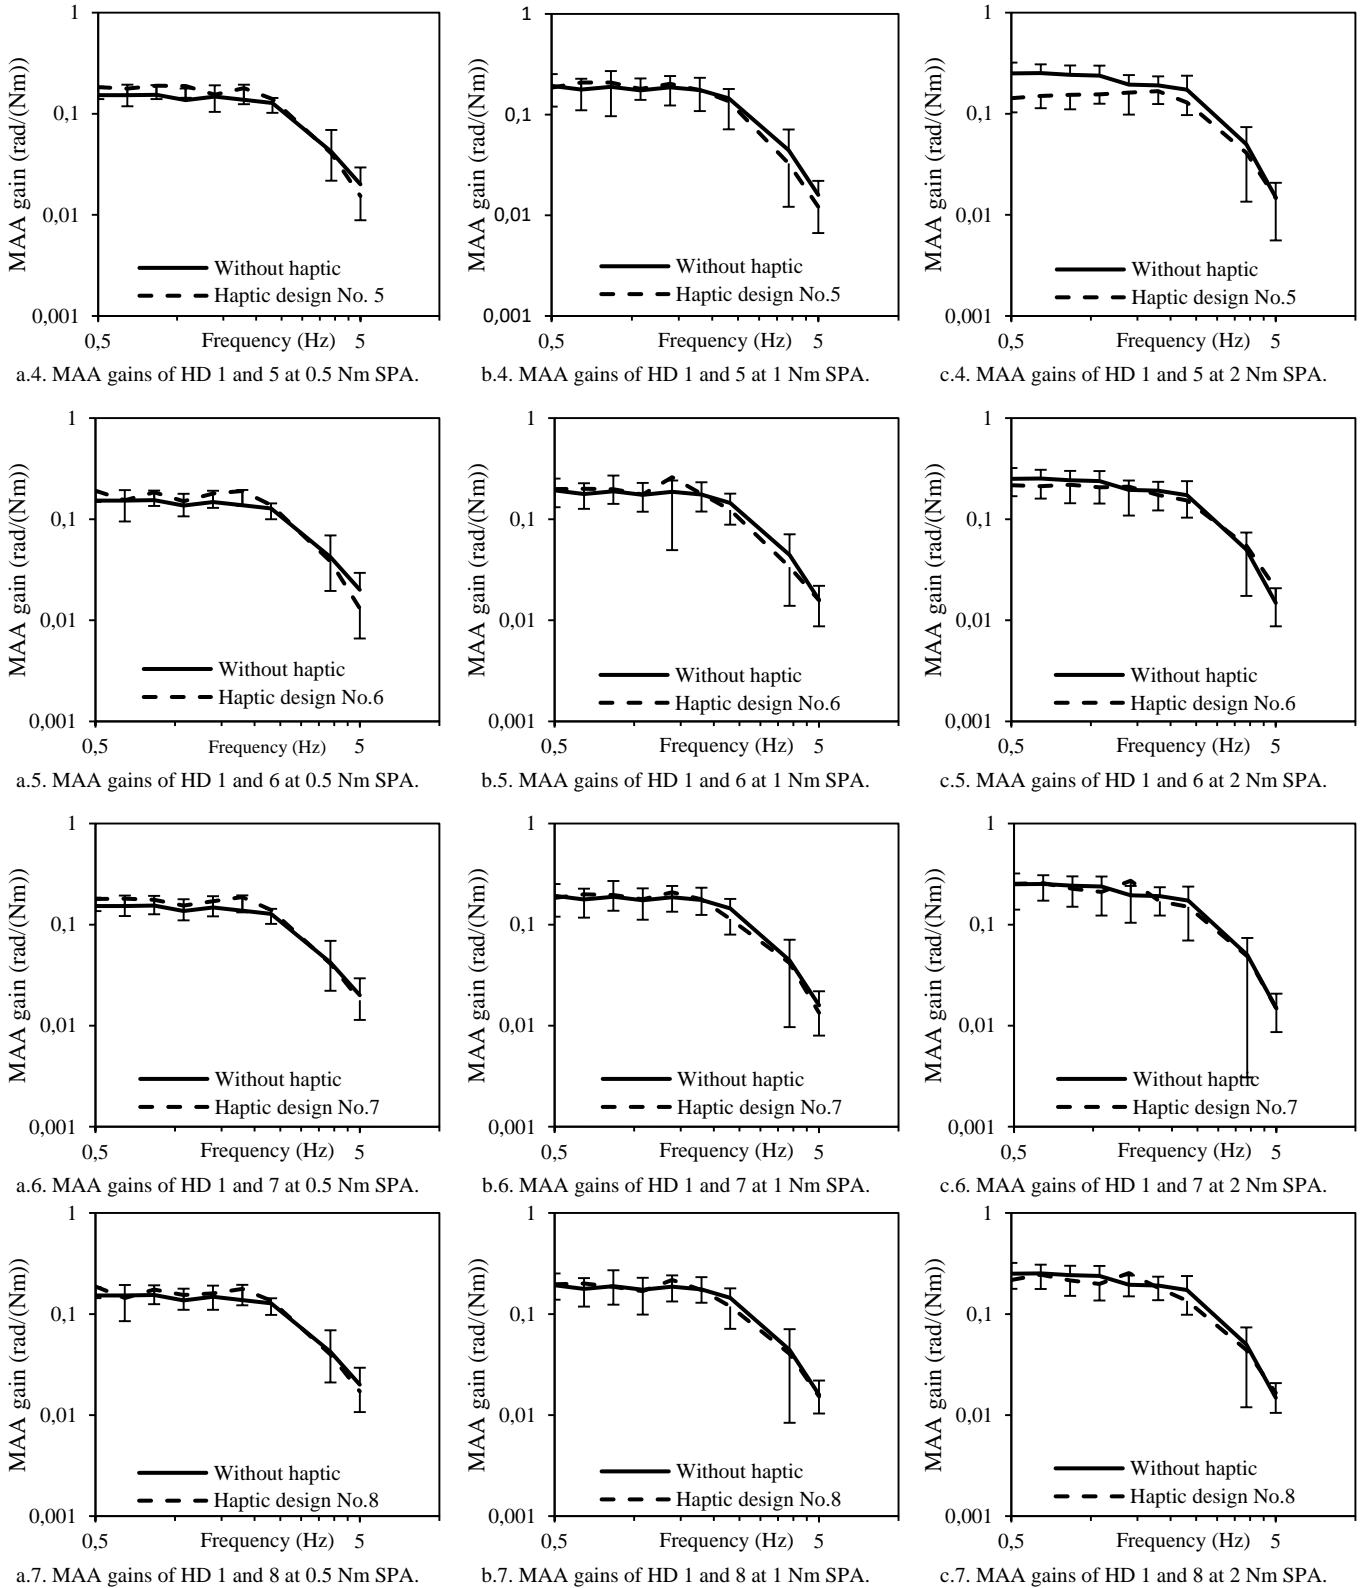 1
0,1
0,01
0,001
MAA gain (rad/(Nm))
Without haptic
Haptic design No. 5
0,5
Frequency (Hz)
5
a.4. MAA gains of HD 1 and 5 at 0.5 Nm SPA.
1
0,1
0,01
0,001
MAA gain (rad/(Nm))
Without haptic
Haptic design No.5
0,5
Frequency (Hz)
5
b.4. MAA gains of HD 1 and 5 at 1 Nm SPA.
1
0,1
0,01
0,001
MAA gain (rad/(Nm))
Without haptic
Haptic design No.5
0,5
Frequency (Hz)
5
c.4. MAA gains of HD 1 and 5 at 2 Nm SPA.
1
0,1
0,01
0,001
MAA gain (rad/(Nm))
Without haptic
Haptic design No.6
0,5
Frequency (Hz)
5
a.5. MAA gains of HD 1 and 6 at 0.5 Nm SPA.
1
0,1
0,01
0,001
MAA gain (rad/(Nm))
Without haptic
Haptic design No.6
0,5
Frequency (Hz)
5
b.5. MAA gains of HD 1 and 6 at 1 Nm SPA.
1
0,1
0,01
0,001
MAA gain (rad/(Nm))
Without haptic
Haptic design No.6
0,5
Frequency (Hz)
5
c.5. MAA gains of HD 1 and 6 at 2 Nm SPA.
1
0,1
0,01
0,001
MAA gain (rad/(Nm))
Without haptic
Haptic design No.7
0,5
Frequency (Hz)
5
a.6. MAA gains of HD 1 and 7 at 0.5 Nm SPA.
1
0,1
0,01
0,001
MAA gain (rad/(Nm))
Without haptic
Haptic design No.7
0,5
Frequency (Hz)
5
b.6. MAA gains of HD 1 and 7 at 1 Nm SPA.
1
0,1
0,01
0,001
MAA gain (rad/(Nm))
Without haptic
Haptic design No.7
0,5
Frequency (Hz)
5
c.6. MAA gains of HD 1 and 7 at 2 Nm SPA.
1
0,1
0,01
0,001
MAA gain (rad/(Nm))
Without haptic
Haptic design No.8
0,5
Frequency (Hz)
5
a.7. MAA gains of HD 1 and 8 at 0.5 Nm SPA.
1
0,1
0,01
0,001
MAA gain (rad/(Nm))
Without haptic
Haptic design No.8
0,5
Frequency (Hz)
5
b.7. MAA gains of HD 1 and 8 at 1 Nm SPA.
1
0,1
0,01
0,001
MAA gain (rad/(Nm))
Without haptic
Haptic design No.8
0,5
Frequency (Hz)
5
c.7. MAA gains of HD 1 and 8 at 2 Nm SPA.